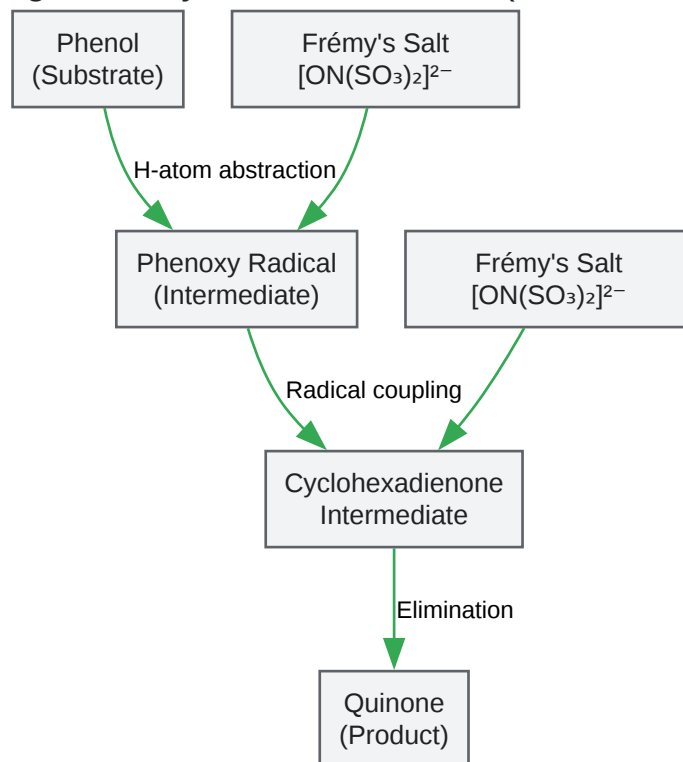 Phenol
(Substrate)
Frémy's Salt
[ON(SO₃)₂]²⁻
H-atom abstraction
Phenoxy Radical
(Intermediate)
Frémy's Salt
[ON(SO₃)₂]²⁻
Radical coupling
Cyclohexadienone
Intermediate
Elimination
Quinone
(Product)